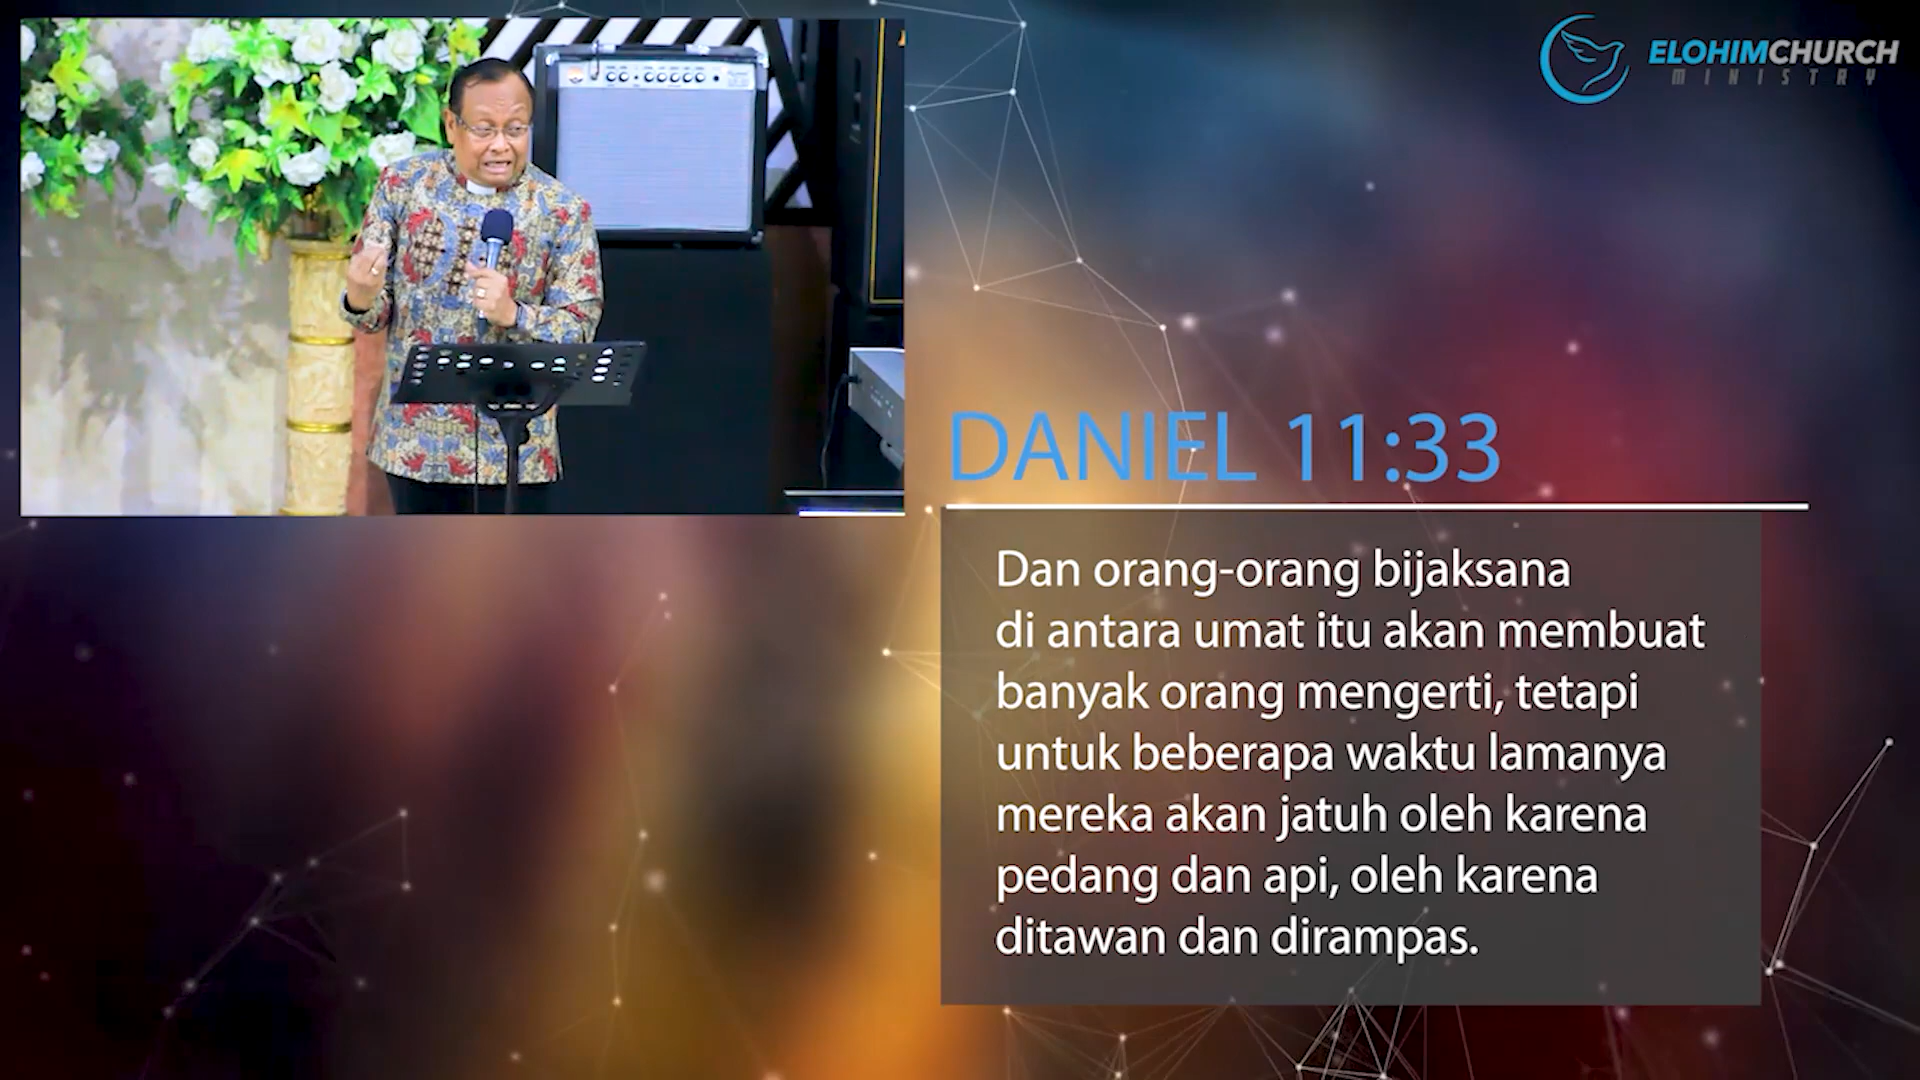 ELOHIMCHURCH
MINISTRY
DANIEL 11:33
Dan orang-orang bijaksana
di antara umat itu akan membuat
banyak orang mengerti, tetapi
untuk beberapa waktu lamanya
mereka akan jatuh oleh karena
pedang dan api, oleh karena
ditawan dan dirampas.